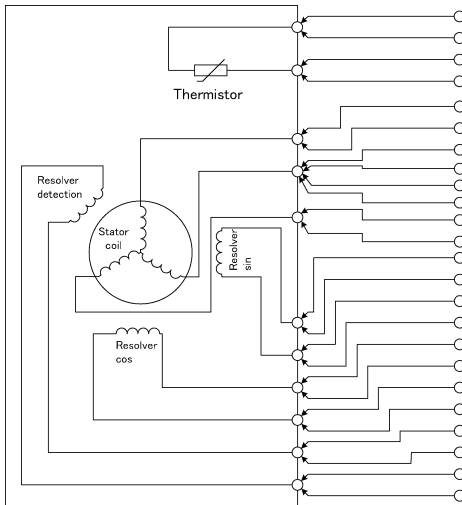 Thermistor
Resolver
detection
Stator
coil
Resolver
sin
Resolver
cos